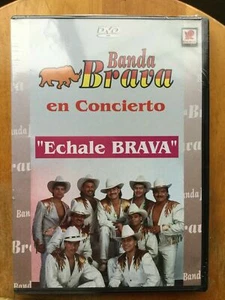 DVD
Banda
Brava
en Concierto
"Echale BRAVA"